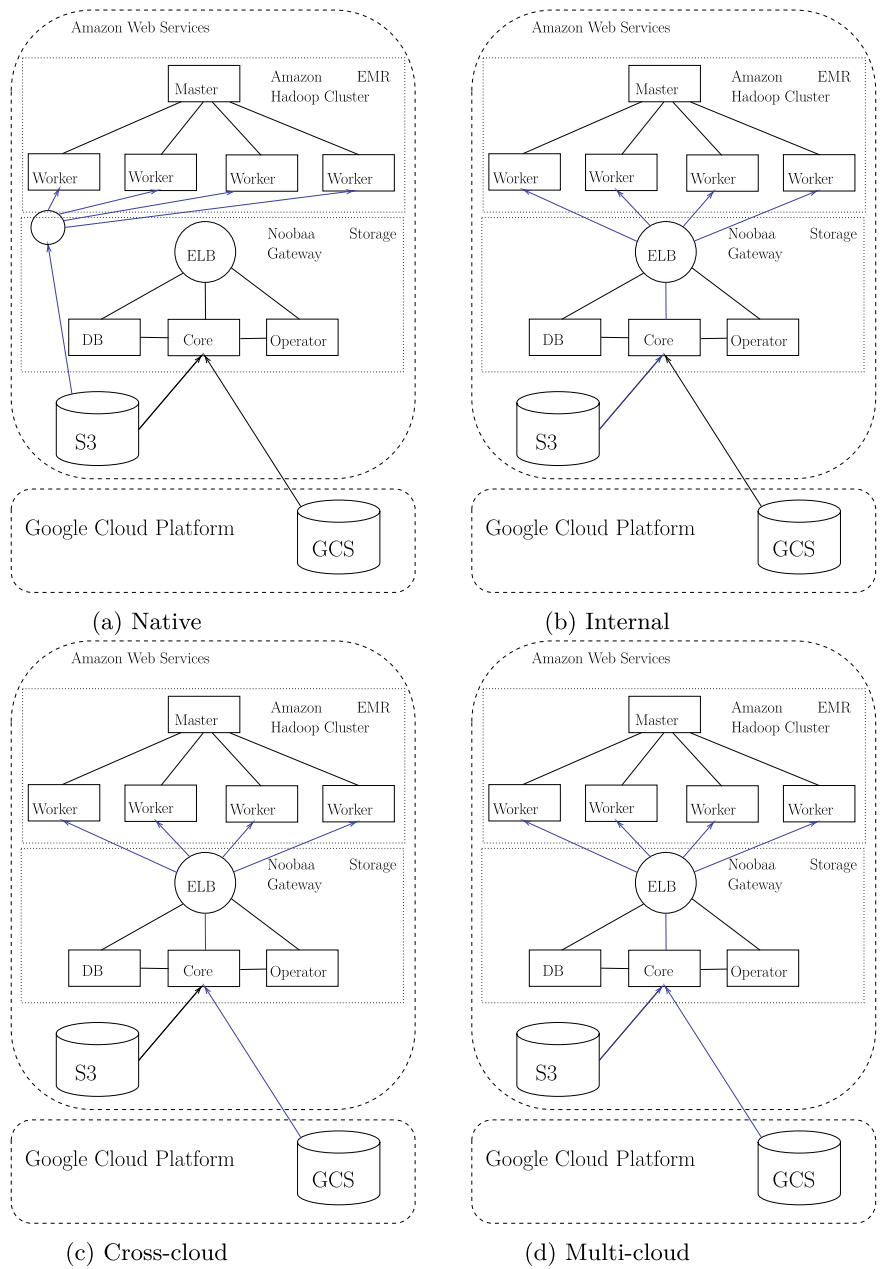 Amazon Web Services
Amazon EMR
Hadoop Cluster
Master
Worker
Worker
Worker
Worker
Noobaa Storage
Gateway
ELB
DB
Core
Operator
S3
Google Cloud Platform
GCS
(a) Native
Amazon Web Services
Amazon EMR
Hadoop Cluster
Master
Worker
Worker
Worker
Worker
Noobaa Storage
Gateway
ELB
DB
Core
Operator
S3
Google Cloud Platform
GCS
(b) Internal
Amazon Web Services
Amazon EMR
Hadoop Cluster
Master
Worker
Worker
Worker
Worker
Noobaa Storage
Gateway
ELB
DB
Core
Operator
S3
Google Cloud Platform
GCS
(c) Cross-cloud
Amazon Web Services
Amazon EMR
Hadoop Cluster
Master
Worker
Worker
Worker
Worker
Noobaa Storage
Gateway
ELB
DB
Core
Operator
S3
Google Cloud Platform
GCS
(d) Multi-cloud